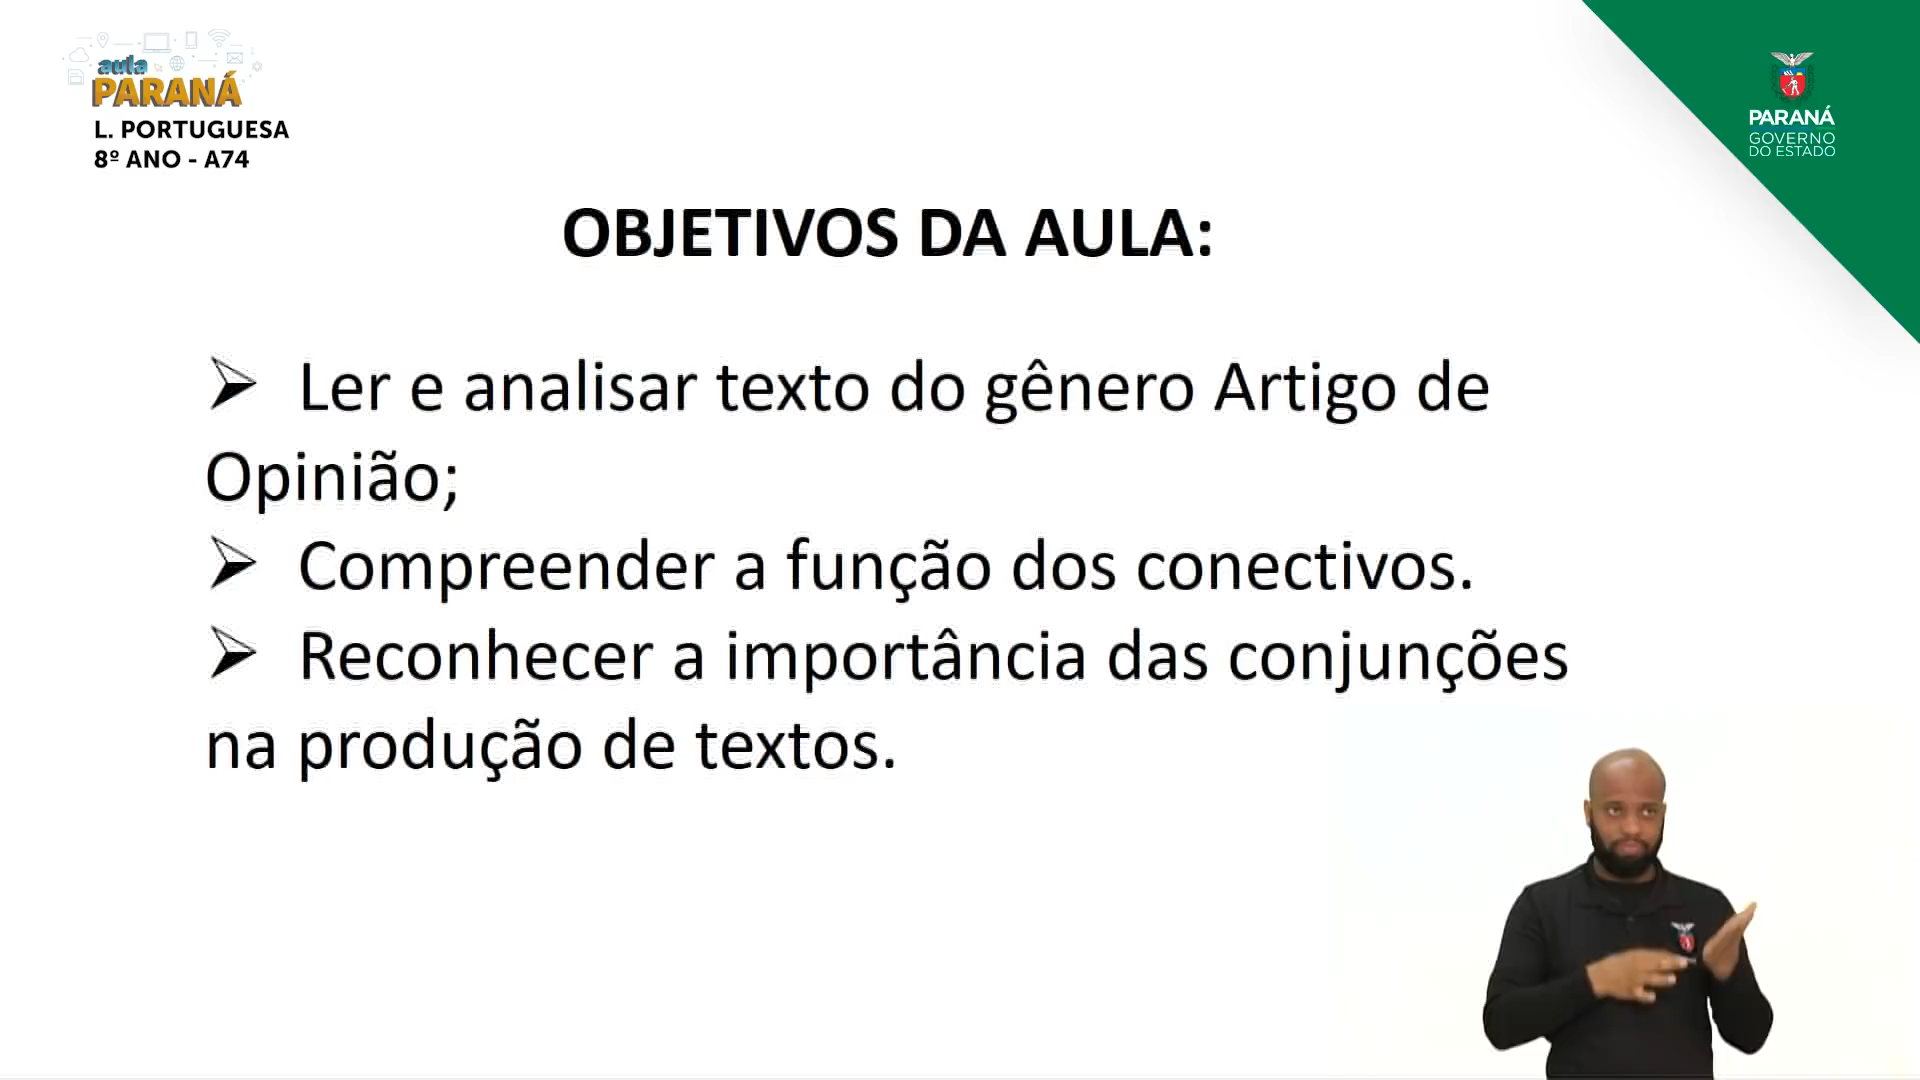 aula
PARANÁ
L. PORTUGUESA
8º ANO - A74
PARANÁ
GOVERNO
DO ESTADO
OBJETIVOS DA AULA:
➢ Ler e analisar texto do gênero Artigo de
Opinião;
➢ Compreender a função dos conectivos.
➢ Reconhecer a importância das conjunções
na produção de textos.